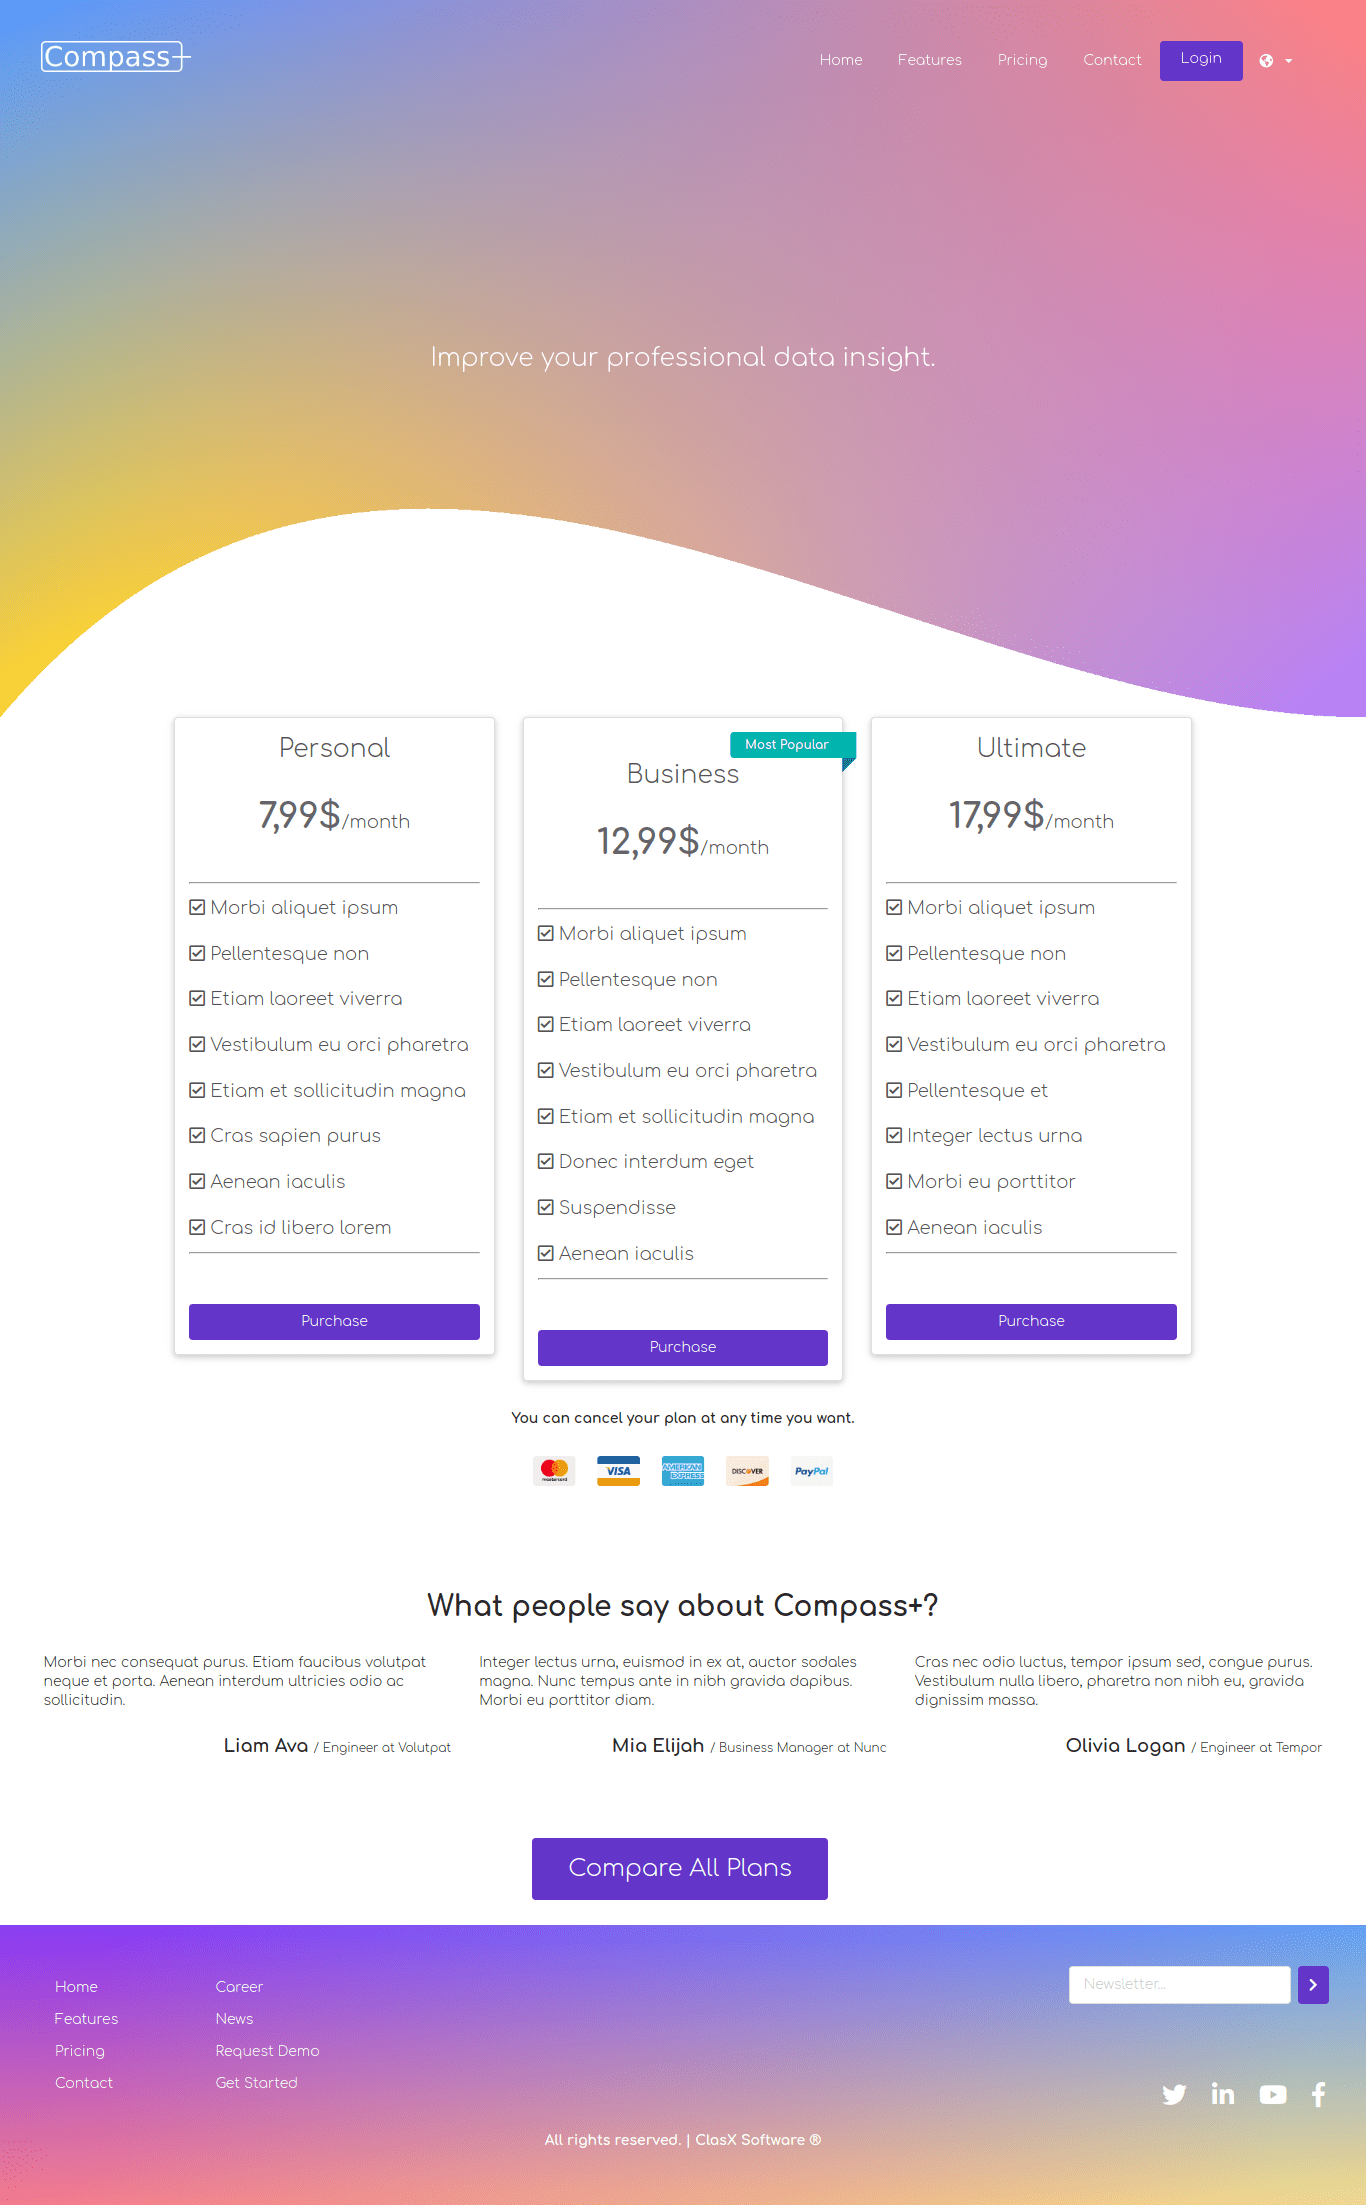 Compass+
Home
Features
Pricing
Contact
Login
Improve your professional data insight.
Personal
7,99$/month
Morbi aliquet ipsum
Pellentesque non
Etiam laoreet viverra
Vestibulum eu orci pharetra
Etiam et sollicitudin magna
Cras sapien purus
Aenean iaculis
Cras id libero lorem
Purchase
Most Popular
Business
12,99$/month
Morbi aliquet ipsum
Pellentesque non
Etiam laoreet viverra
Vestibulum eu orci pharetra
Etiam et sollicitudin magna
Donec interdum eget
Suspendisse
Aenean iaculis
Purchase
Ultimate
17,99$/month
Morbi aliquet ipsum
Pellentesque non
Etiam laoreet viverra
Vestibulum eu orci pharetra
Pellentesque et
Integer lectus urna
Morbi eu porttitor
Aenean iaculis
Purchase
You can cancel your plan at any time you want.
mastercard
VISA
AMERICAN
EXPRESS
DISCOVER
PayPal
What people say about Compass+?
Morbi nec consequat purus. Etiam faucibus volutpat
neque et porta. Aenean interdum ultricies odio ac
sollicitudin.
Liam Ava / Engineer at Volutpat
Integer lectus urna, euismod in ex at, auctor sodales
magna. Nunc tempus ante in nibh gravida dapibus.
Morbi eu porttitor diam.
Mia Elijah / Business Manager at Nunc
Cras nec odio luctus, tempor ipsum sed, congue purus.
Vestibulum nulla libero, pharetra non nibh eu, gravida
dignissim massa.
Olivia Logan / Engineer at Tempor
Compare All Plans
Home
Features
Pricing
Contact
Career
News
Request Demo
Get Started
Newsletter...
All rights reserved. | ClasX Software ®